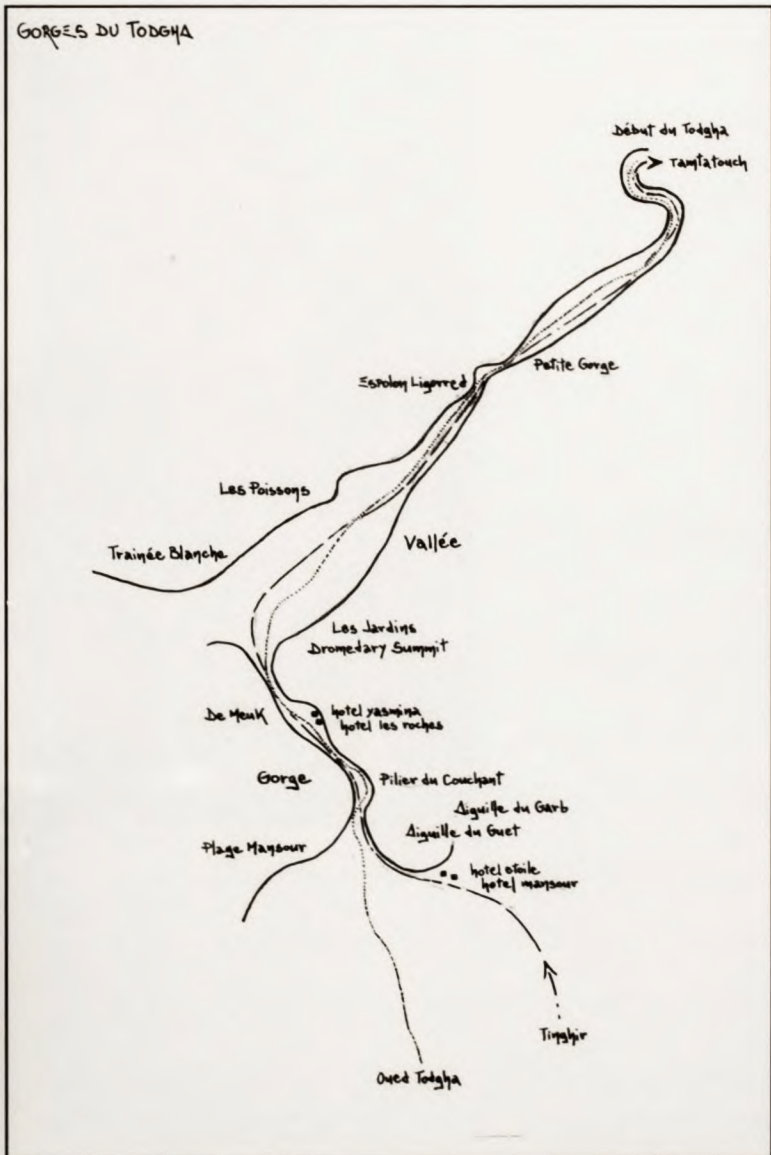 GORGES DU TODGHA
Début du Todgha
Tamtatouch
Petite Gorge
Espolon Ligorred
Les Poissons
Vallée
Trainée Blanche
Les Jardins
Dromedary Summit
De Meuk
hotel yasmina
hotel les roches
Gorge
Pilier du Couchant
Aiguille du Garb
Aiguille du Guet
Plage Mansour
hotel etoile
hotel mansour
Tinghir
Oued Todgha